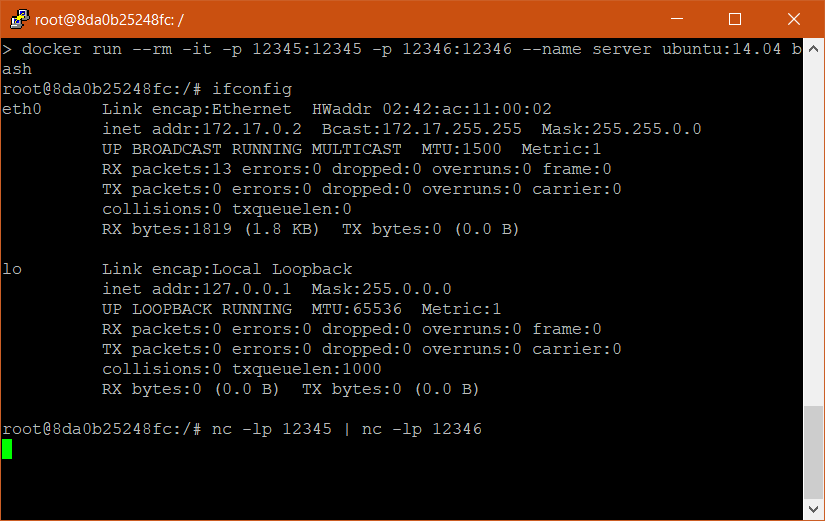 root@8da0b25248fc: /
> docker run --rm -it -p 12345:12345 -p 12346:12346 --name server ubuntu:14.04 b
ash
root@8da0b25248fc:/# ifconfig
eth0      Link encap:Ethernet  HWaddr 02:42:ac:11:00:02
          inet addr:172.17.0.2  Bcast:172.17.255.255  Mask:255.255.0.0
          UP BROADCAST RUNNING MULTICAST  MTU:1500  Metric:1
          RX packets:13 errors:0 dropped:0 overruns:0 frame:0
          TX packets:0 errors:0 dropped:0 overruns:0 carrier:0
          collisions:0 txqueuelen:0
          RX bytes:1819 (1.8 KB)  TX bytes:0 (0.0 B)
lo        Link encap:Local Loopback
          inet addr:127.0.0.1  Mask:255.0.0.0
          UP LOOPBACK RUNNING  MTU:65536  Metric:1
          RX packets:0 errors:0 dropped:0 overruns:0 frame:0
          TX packets:0 errors:0 dropped:0 overruns:0 carrier:0
          collisions:0 txqueuelen:1000
          RX bytes:0 (0.0 B)  TX bytes:0 (0.0 B)
root@8da0b25248fc:/# nc -lp 12345 | nc -lp 12346